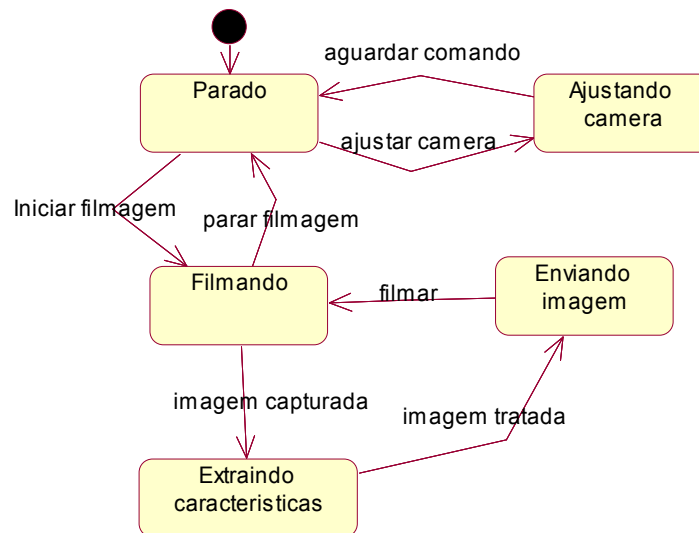 aguardar comando
Parado
Ajustando
camera
ajustar camera
Iniciar filmagem
parar filmagem
Filmando
filmar
Enviando
imagem
imagem capturada
imagem tratada
Extraindo
caracteristicas